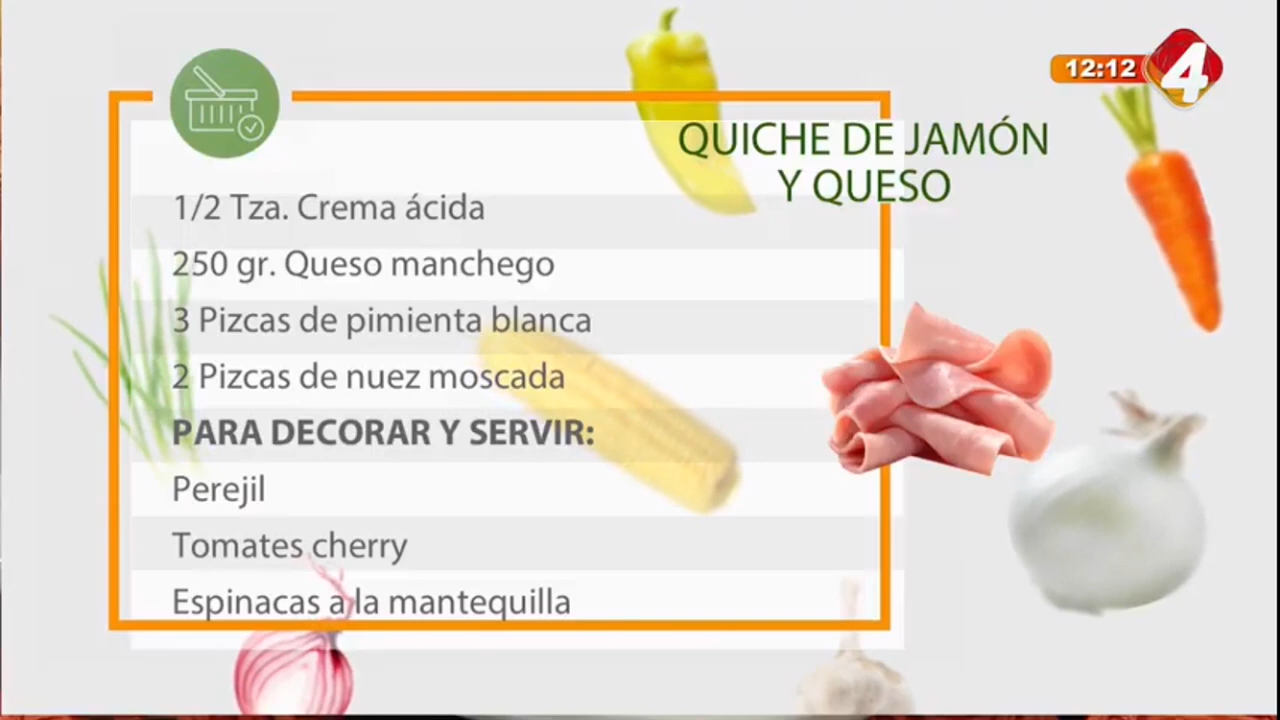 12:12
4
QUICHE DE JAMÓN
Y QUESO
1/2 Tza. Crema ácida
250 gr. Queso manchego
3 Pizcas de pimienta blanca
2 Pizcas de nuez moscada
PARA DECORAR Y SERVIR:
Perejil
Tomates cherry
Espinacas a la mantequilla